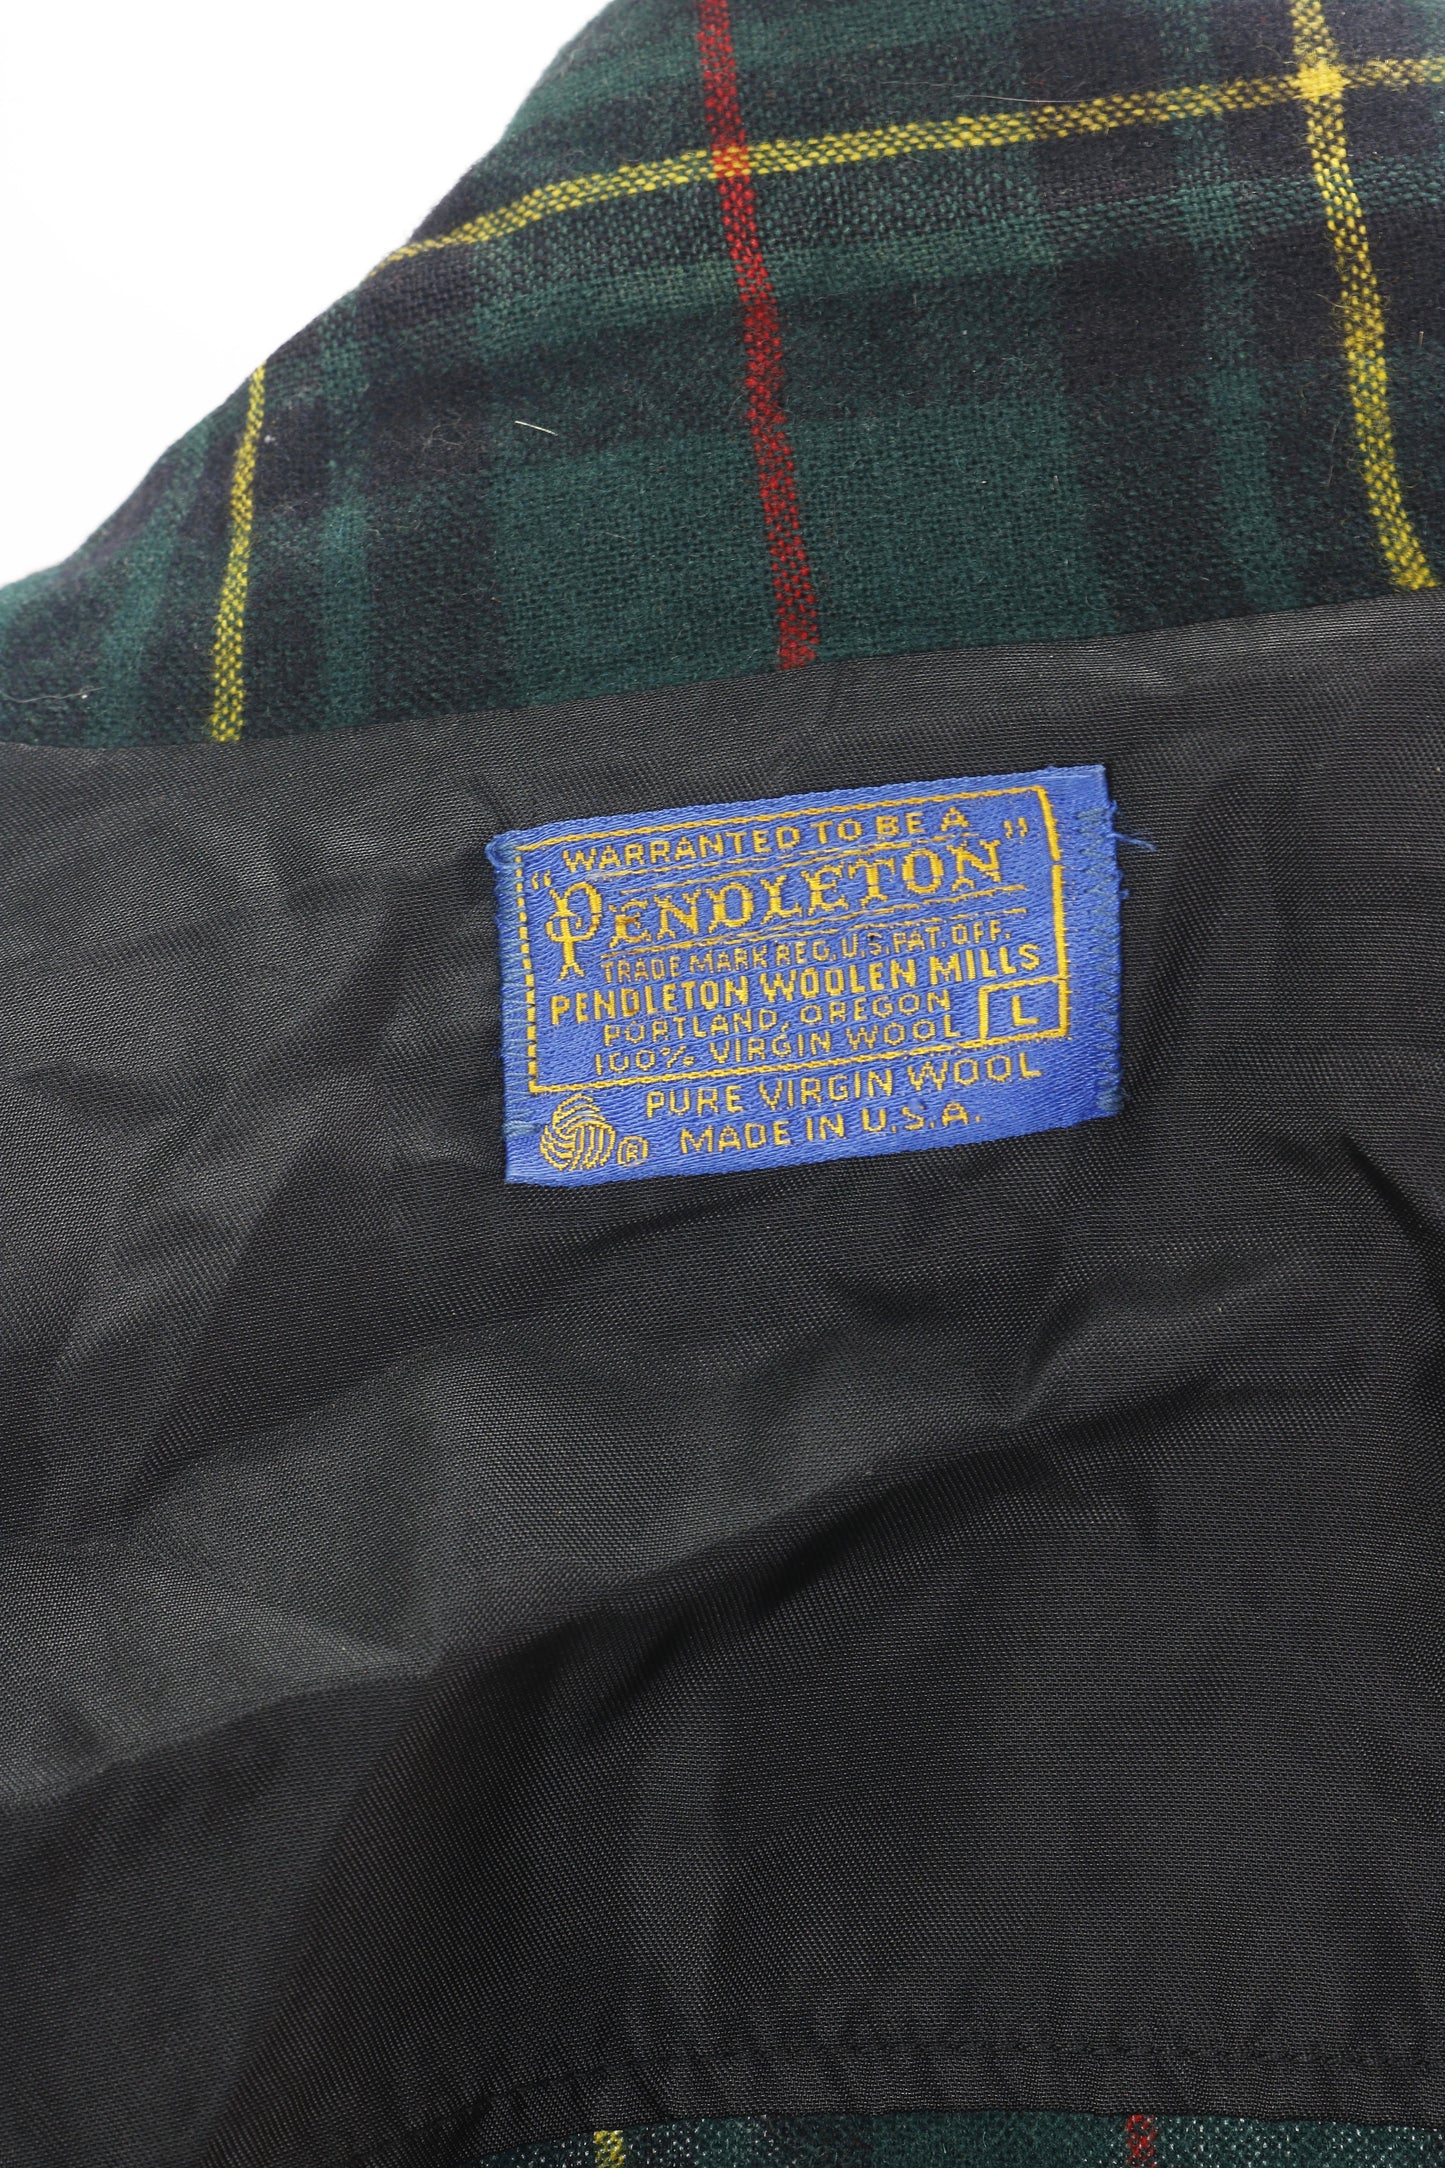 WARRANTED TO BE A
"PENDLETON"
TRADE MARK REG. U.S. PAT. OFF.
PENDLETON WOOLEN MILLS
PORTLAND, OREGON
100% VIRGIN WOOL
L
PURE VIRGIN WOOL
® MADE IN U.S.A.